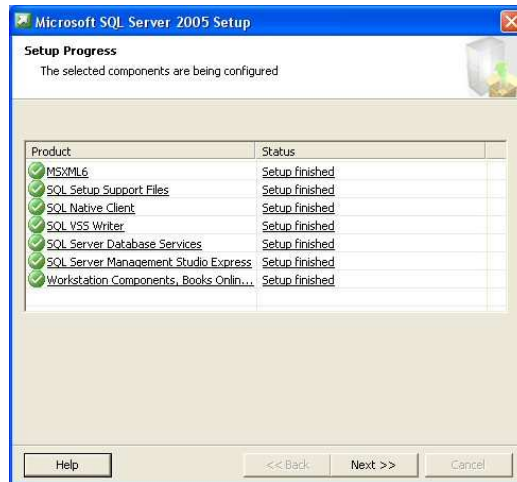 Microsoft SQL Server 2005 Setup
Setup Progress
The selected components are being configured
Product Status
MSXML6 Setup finished
SQL Setup Support Files Setup finished
SQL Native Client Setup finished
SQL VSS Writer Setup finished
SQL Server Database Services Setup finished
SQL Server Management Studio Express Setup finished
Workstation Components, Books Onlin... Setup finished
Help << Back Next >> Cancel